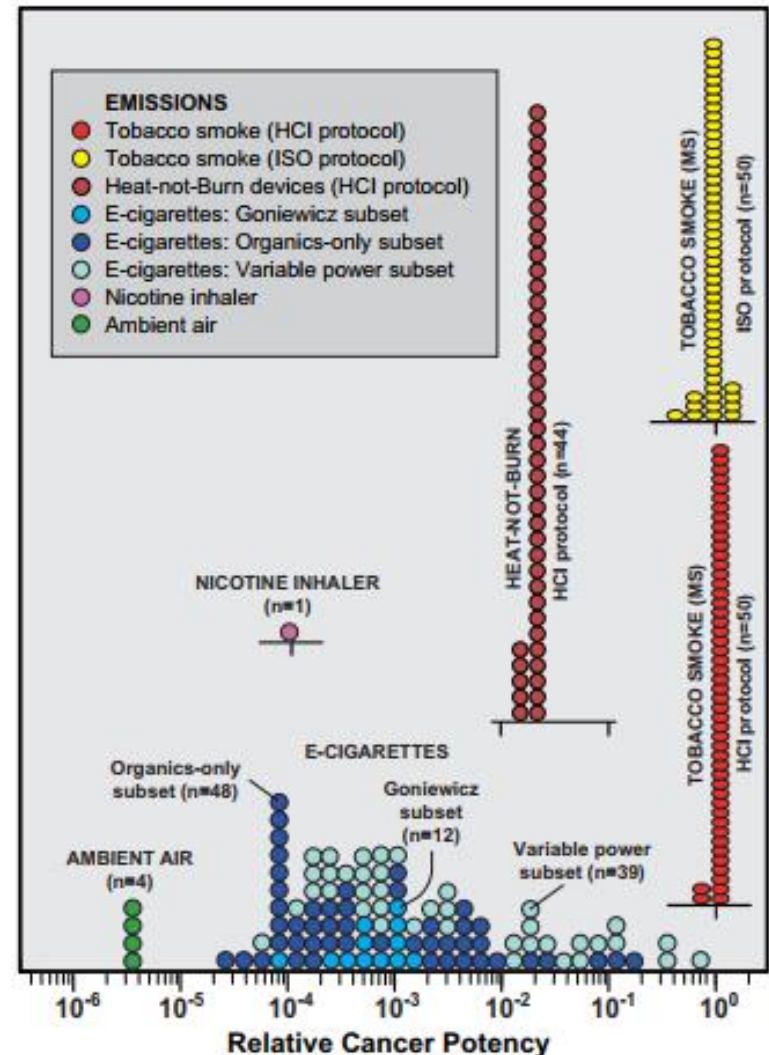 EMISSIONS
Tobacco smoke (HCI protocol)
Tobacco smoke (ISO protocol)
Heat-not-Burn devices (HCI protocol)
E-cigarettes: Goniewicz subset
E-cigarettes: Organics-only subset
E-cigarettes: Variable power subset
Nicotine inhaler
Ambient air
TOBACCO SMOKE (MS)
ISO protocol (n=50)
HEAT-NOT-BURN
HCI protocol (n=44)
TOBACCO SMOKE (MS)
HCI protocol (n=50)
NICOTINE INHALER
(n=1)
E-CIGARETTES
Organics-only
subset (n=48)
Goniewicz
subset
(n=12)
Variable power
subset (n=39)
AMBIENT AIR
(n=4)
10⁻⁶ 10⁻⁵ 10⁻⁴ 10⁻³ 10⁻² 10⁻¹ 10⁰
Relative Cancer Potency